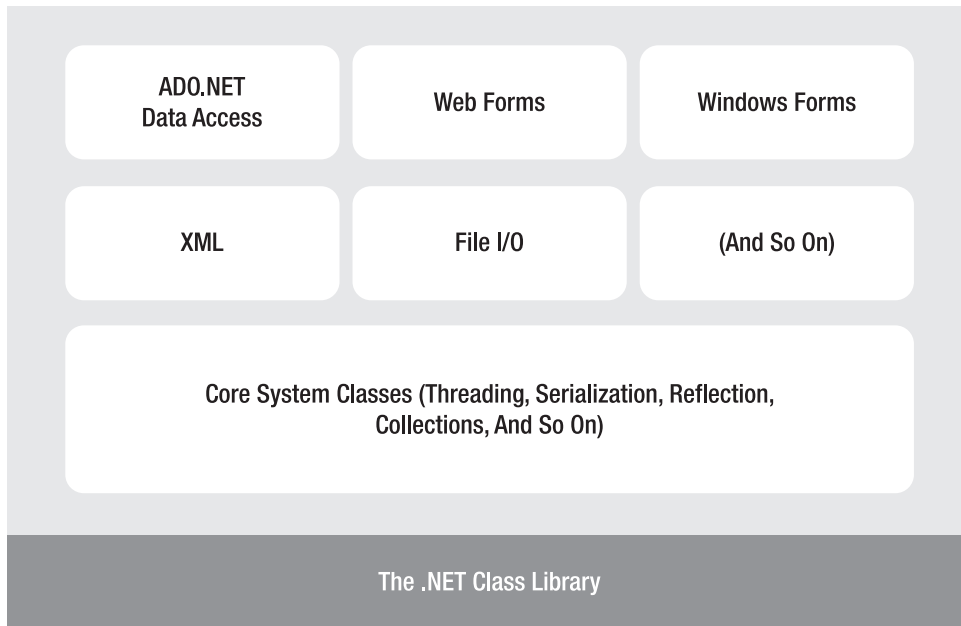 ADO.NET
Data Access
Web Forms
Windows Forms
XML
File I/O
(And So On)
Core System Classes (Threading, Serialization, Reflection,
Collections, And So On)
The .NET Class Library